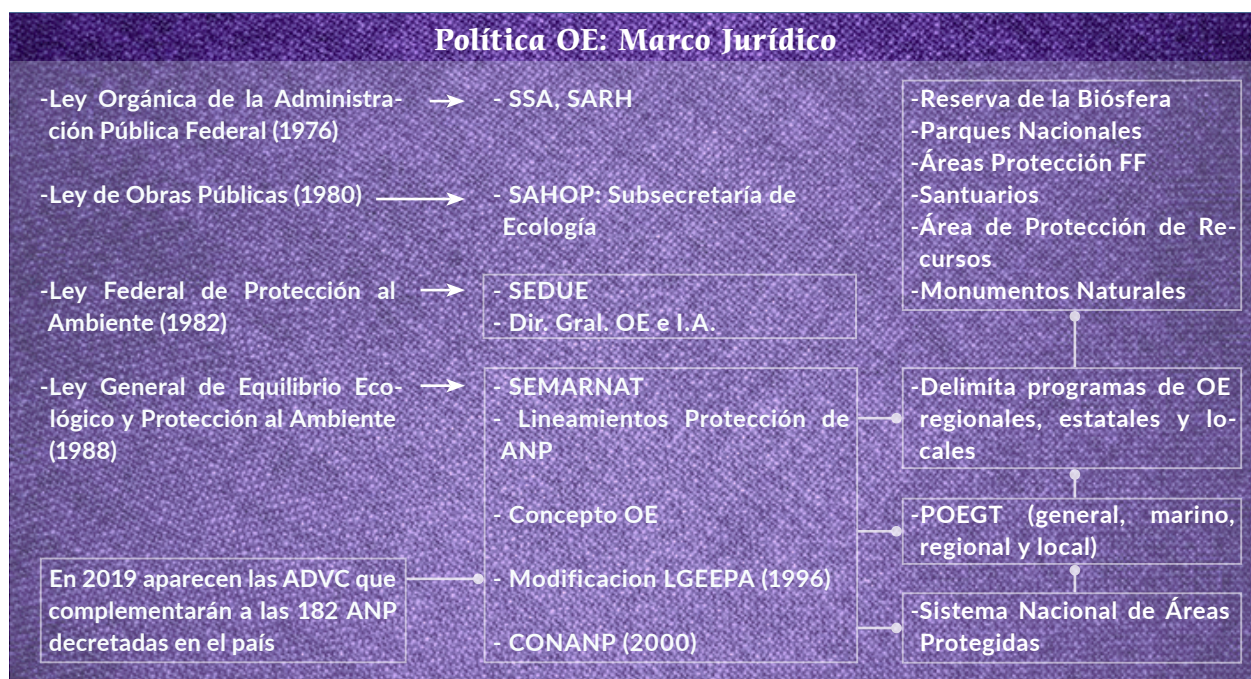 Política OE: Marco Jurídico
-Ley Orgánica de la Administra-
ción Pública Federal (1976)
- SSA, SARH
-Ley de Obras Públicas (1980)
- SAHOP: Subsecretaría de
Ecología
-Ley Federal de Protección al
Ambiente (1982)
- SEDUE
- Dir. Gral. OE e I.A.
-Ley General de Equilibrio Eco-
lógico y Protección al Ambiente
(1988)
- SEMARNAT
- Lineamientos Protección de
ANP
- Concepto OE
- Modificacion LGEEPA (1996)
- CONANP (2000)
En 2019 aparecen las ADVC que
complementarán a las 182 ANP
decretadas en el país
-Reserva de la Biósfera
-Parques Nacionales
-Áreas Protección FF
-Santuarios
-Área de Protección de Re-
cursos
-Monumentos Naturales
-Delimita programas de OE
regionales, estatales y lo-
cales
-POEGT (general, marino,
regional y local)
-Sistema Nacional de Áreas
Protegidas